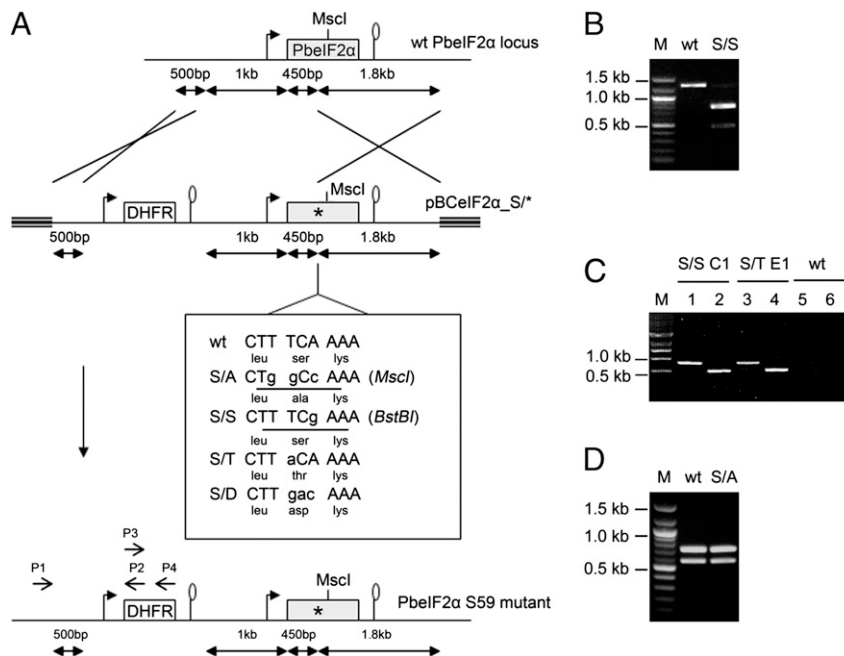 A
MscI
PbeIF2α
wt PbeIF2α locus
500bp 1kb 450bp 1.8kb
MscI
DHFR
*
pBCeIF2α_S/*
500bp 1kb 450bp 1.8kb
wt CTT TCA AAA
leu ser lys
S/A CTg gCc AAA (MscI)
leu ala lys
S/S CTT TCg AAA (BstBI)
leu ser lys
S/T CTT aCA AAA
leu thr lys
S/D CTT gac AAA
leu asp lys
P3
P1 P2 P4
MscI
DHFR
*
PbeIF2α S59 mutant
500bp 1kb 450bp 1.8kb
B
M wt S/S
1.5 kb
1.0 kb
0.5 kb
C
S/S C1 S/T E1 wt
M 1 2 3 4 5 6
1.0 kb
0.5 kb
D
M wt S/A
1.5 kb
1.0 kb
0.5 kb